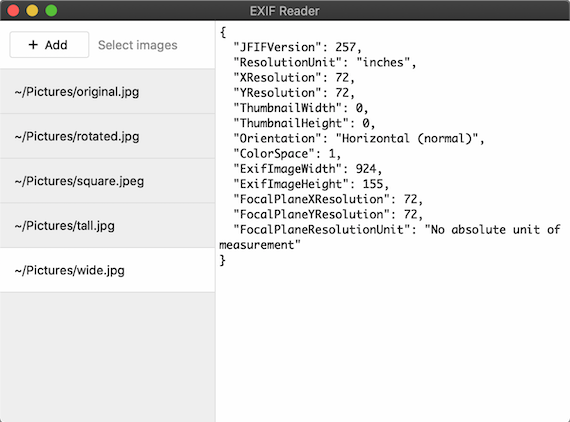 EXIF Reader
+ Add
Select images
~/Pictures/original.jpg
~/Pictures/rotated.jpg
~/Pictures/square.jpeg
~/Pictures/tall.jpg
~/Pictures/wide.jpg
{
"JFIFVersion": 257,
"ResolutionUnit": "inches",
"XResolution": 72,
"YResolution": 72,
"ThumbnailWidth": 0,
"ThumbnailHeight": 0,
"Orientation": "Horizontal (normal)",
"ColorSpace": 1,
"ExifImageWidth": 924,
"ExifImageHeight": 155,
"FocalPlaneXResolution": 72,
"FocalPlaneYResolution": 72,
"FocalPlaneResolutionUnit": "No absolute unit of
measurement"
}